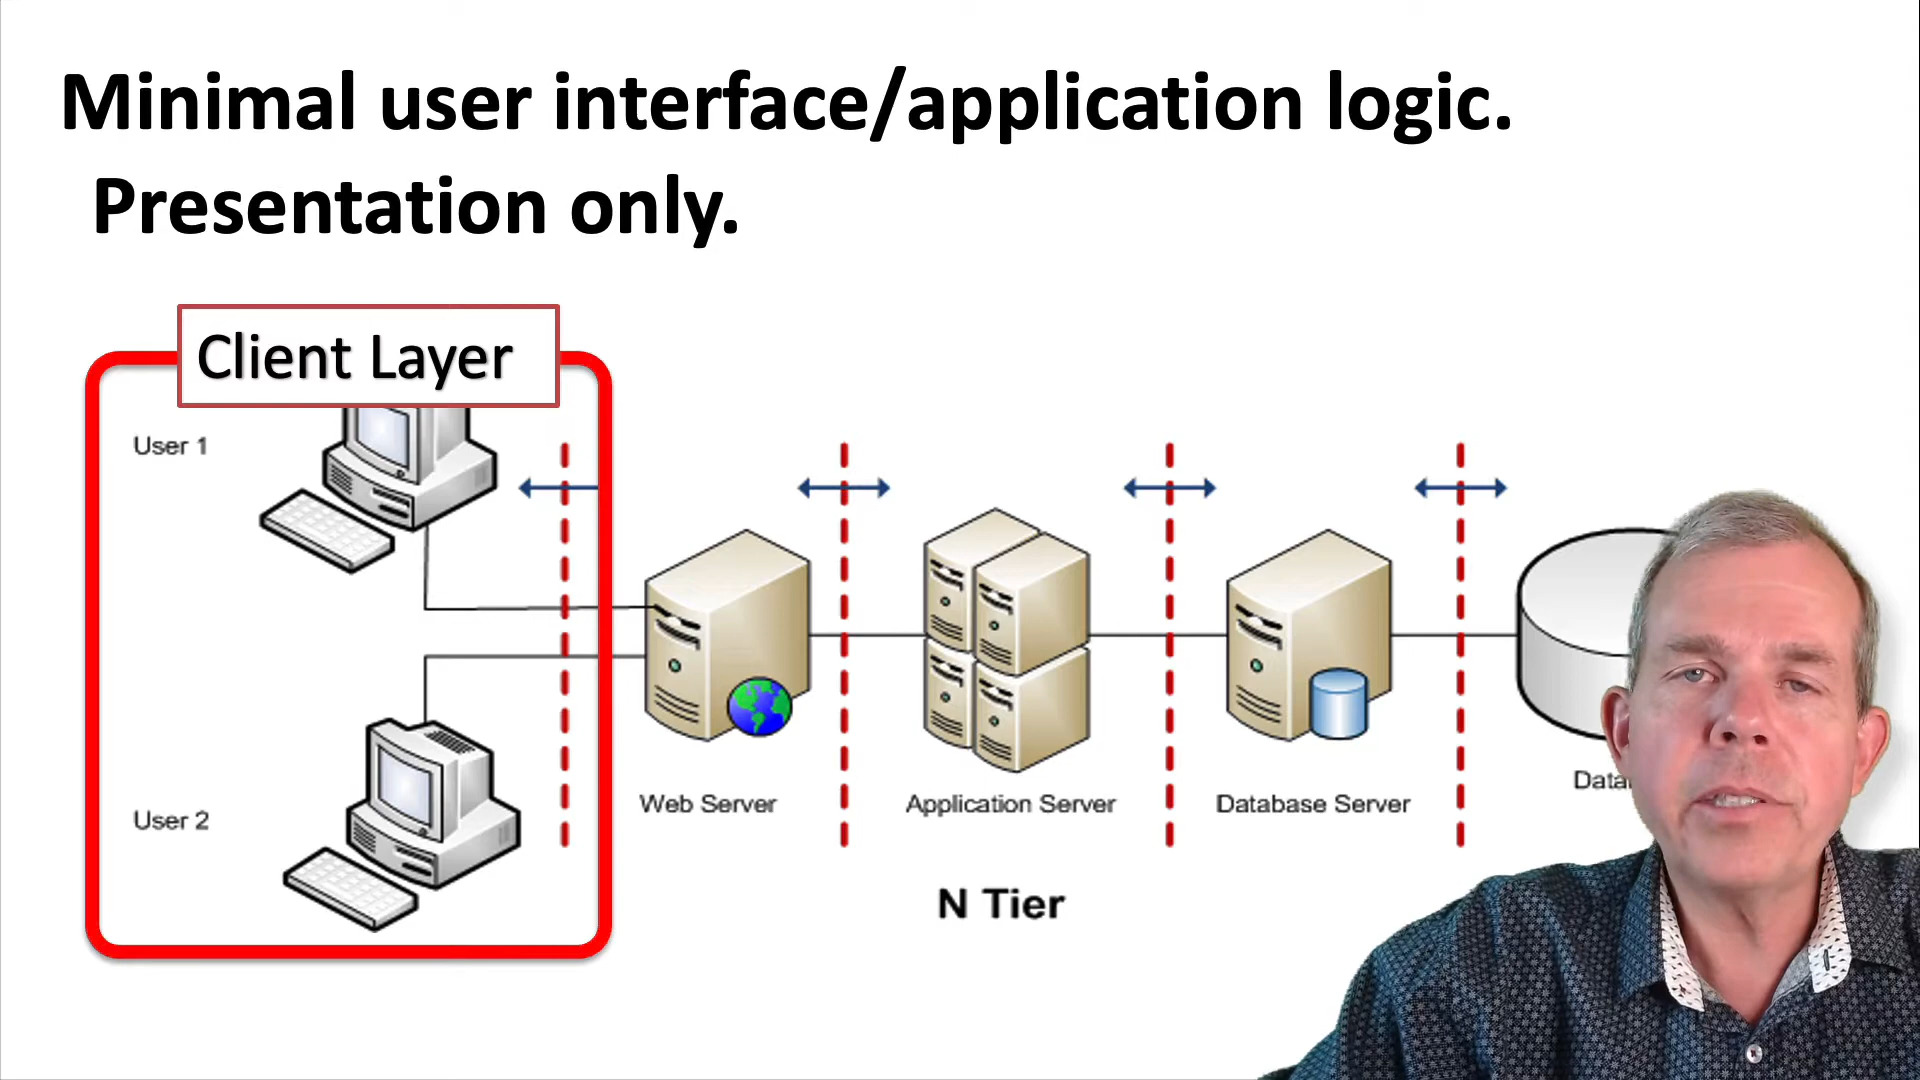 Minimal user interface/application logic.
Presentation only.
Client Layer
User 1
User 2
Web Server
Application Server
Database Server
N Tier